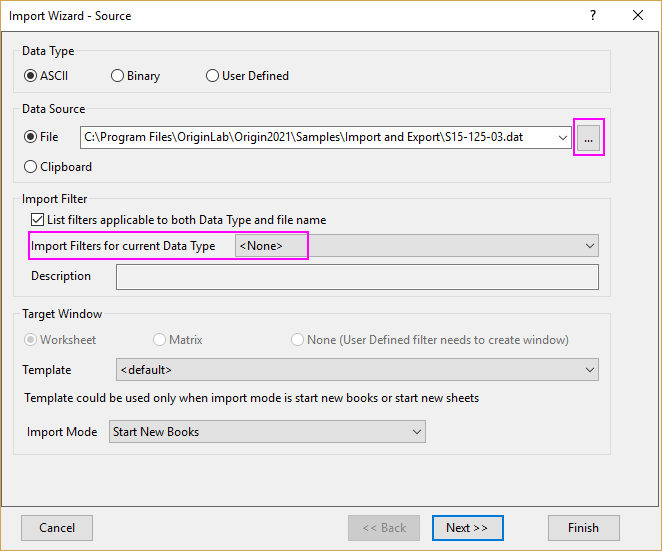 Import Wizard - Source ?
Data Type
ASCII Binary User Defined
Data Source
File C:\Program Files\OriginLab\Origin2021\Samples\Import and Export\S15-125-03.dat ...
Clipboard
Import Filter
List filters applicable to both Data Type and file name
Import Filters for current Data Type <None>
Description
Target Window
Worksheet Matrix None (User Defined filter needs to create window)
Template <default>
Template could be used only when import mode is start new books or start new sheets
Import Mode Start New Books
Cancel << Back Next >> Finish